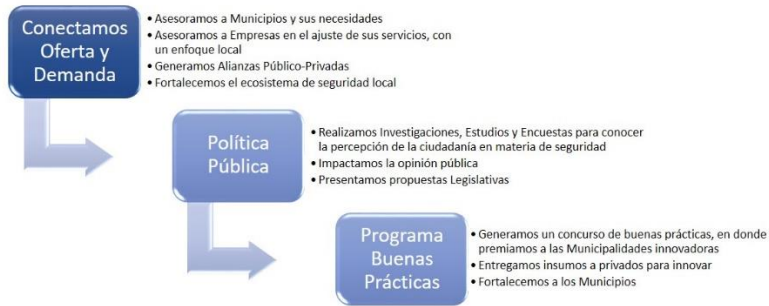 Conectamos
Oferta y
Demanda
• Asesoramos a Municipios y sus necesidades
• Asesoramos a Empresas en el ajuste de sus servicios, con
un enfoque local
• Generamos Alianzas Público-Privadas
• Fortalecemos el ecosistema de seguridad local
Política
Pública
• Realizamos Investigaciones, Estudios y Encuestas para conocer
la percepción de la ciudadanía en materia de seguridad
• Impactamos la opinión pública
• Presentamos propuestas Legislativas
Programa
Buenas
Prácticas
• Generamos un concurso de buenas prácticas, en donde
premiamos a las Municipalidades innovadoras
• Entregamos insumos a privados para innovar
• Fortalecemos a los Municipios